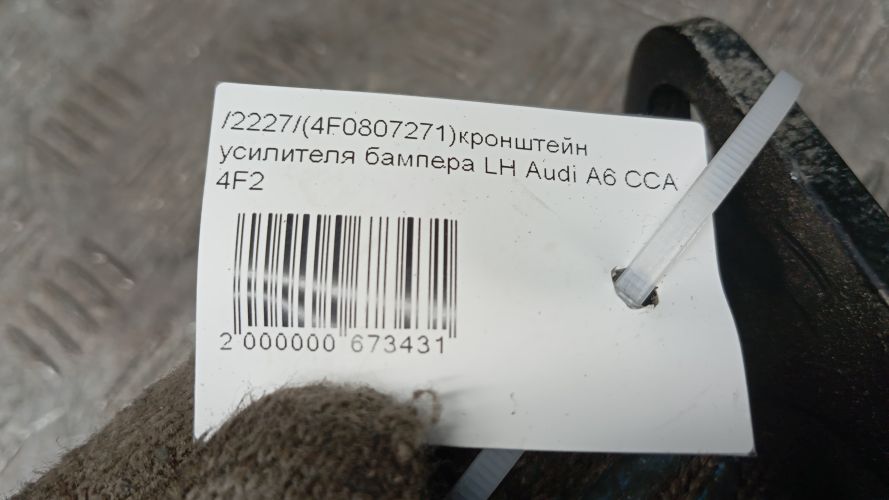 /2227/(4F0807271)кронштейн
усилителя бампера LH Audi A6 CCA
4F2
2 000000 673431